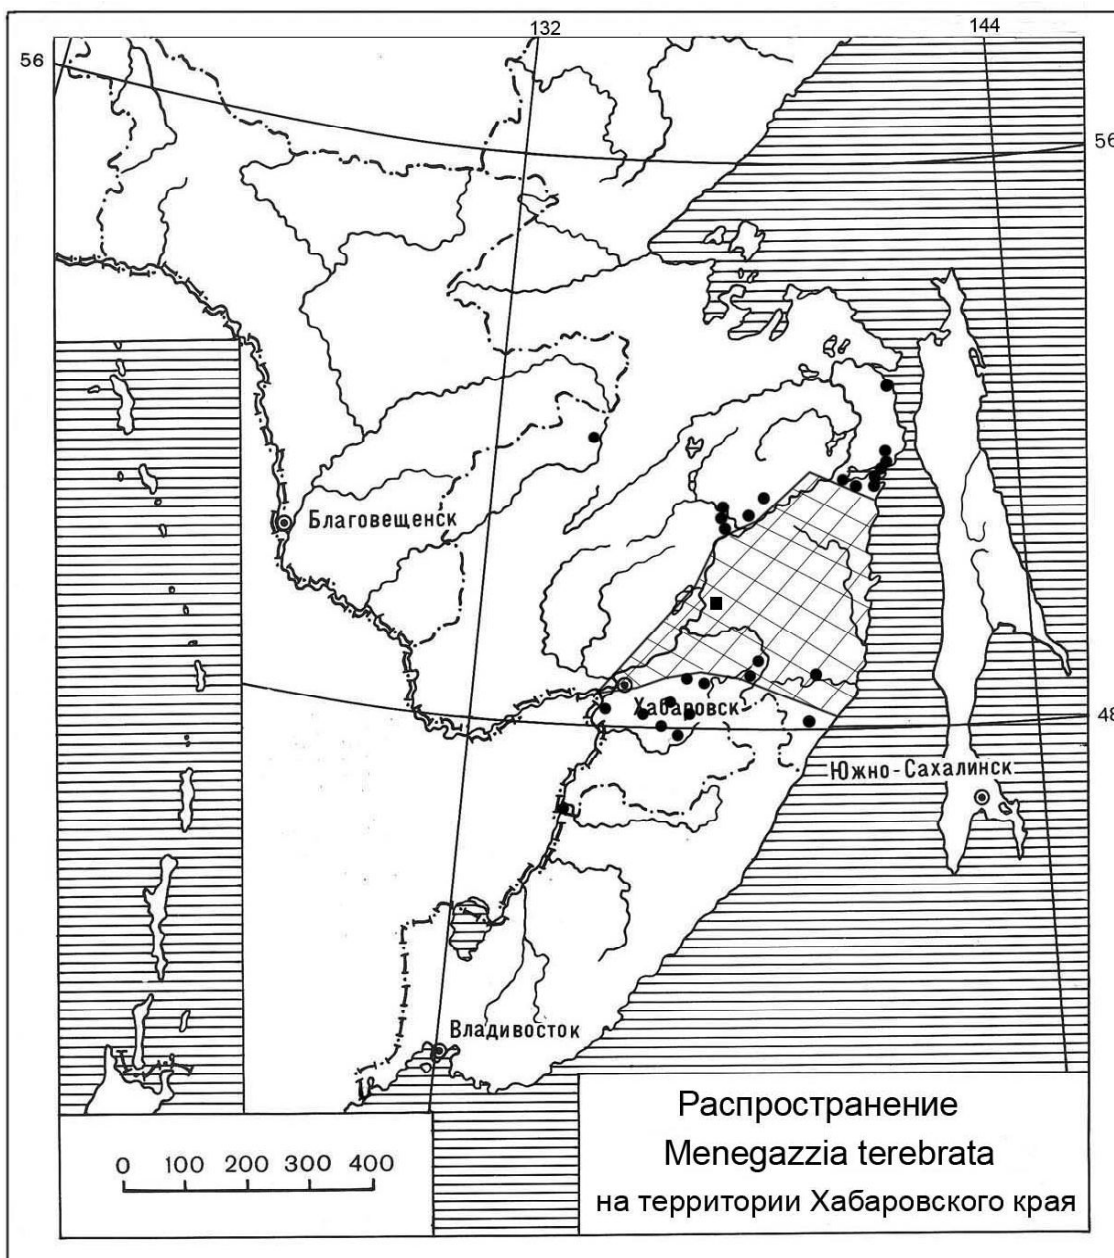 132
144
56
56
Благовещенск
Хабаровск
48
Южно-Сахалинск
Владивосток
Распространение
Menegazzia terebrata
на территории Хабаровского края
0 100 200 300 400